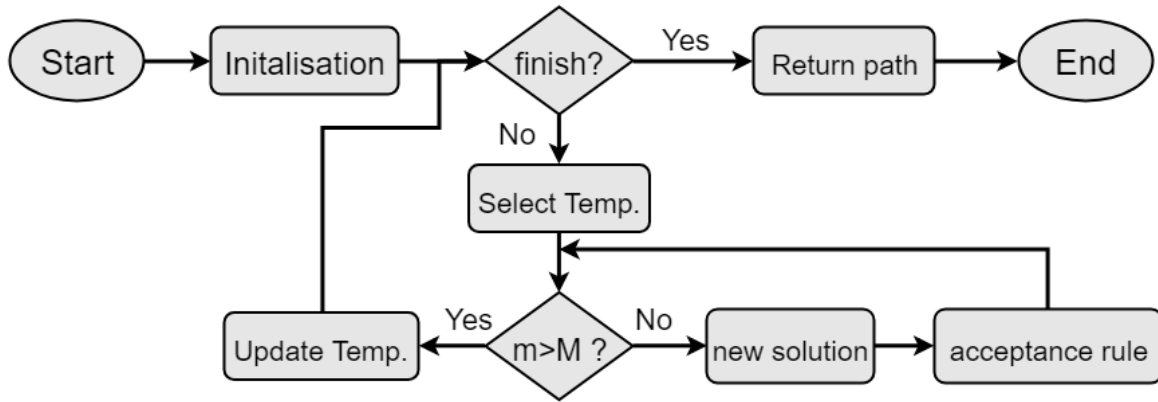 Start
Initalisation
finish?
Yes
Return path
End
No
Select Temp.
Update Temp.
Yes
m>M ?
No
new solution
acceptance rule